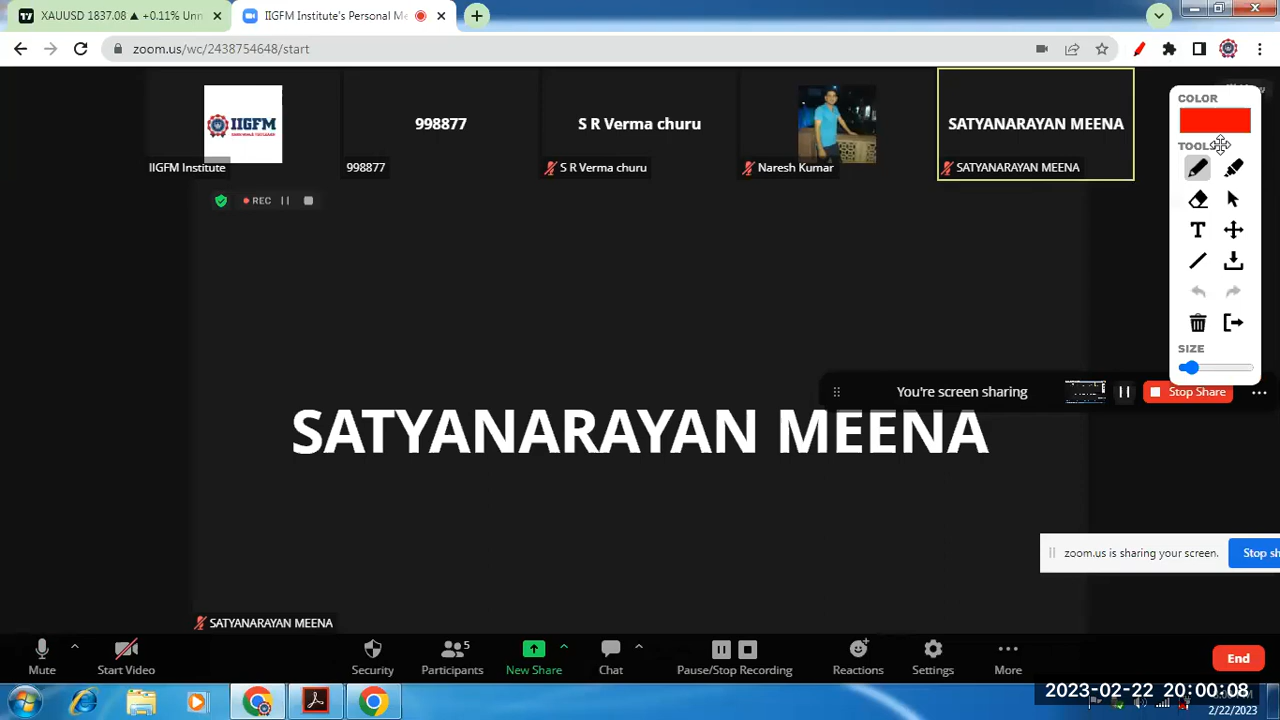 XAUUSD 1837.08 ▲ +0.11% Unn
IIGFM Institute's Personal Me
zoom.us/wc/2438754648/start
IIGFM
IIGFM Institute
998877
998877
S R Verma churu
S R Verma churu
Naresh Kumar
SATYANARAYAN MEENA
SATYANARAYAN MEENA
COLOR
TOOLS
T
SIZE
REC
You're screen sharing
Stop Share
SATYANARAYAN MEENA
zoom.us is sharing your screen.
Stop sh
SATYANARAYAN MEENA
Mute
Start Video
Security
5
Participants
New Share
Chat
Pause/Stop Recording
Reactions
Settings
More
End
2023-02-22 20:00:08
2/22/2023